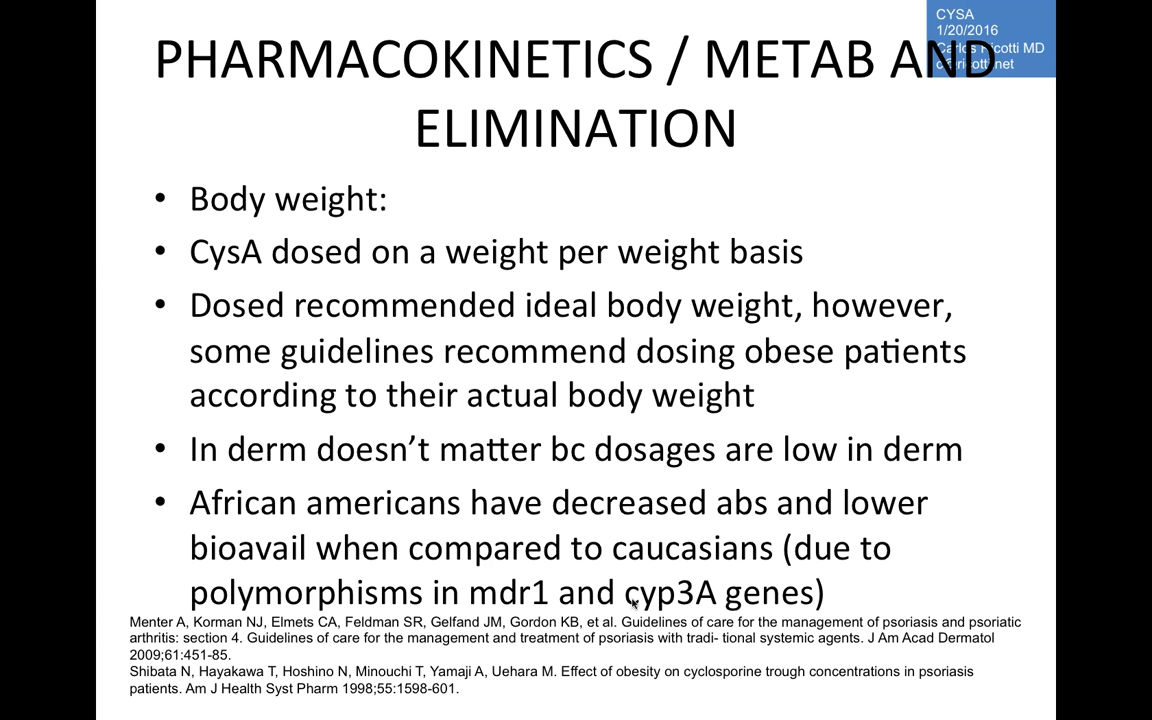 CYSA
1/20/2016
Carlos Ricotti MD
PHARMACOKINETICS / METAB AND
ELIMINATION
• Body weight:
• CysA dosed on a weight per weight basis
• Dosed recommended ideal body weight, however,
some guidelines recommend dosing obese patients
according to their actual body weight
• In derm doesn't matter bc dosages are low in derm
• African americans have decreased abs and lower
bioavail when compared to caucasians (due to
polymorphisms in mdr1 and cyp3A genes)
Menter A, Korman NJ, Elmets CA, Feldman SR, Gelfand JM, Gordon KB, et al. Guidelines of care for the management of psoriasis and psoriatic
arthritis: section 4. Guidelines of care for the management and treatment of psoriasis with tradi- tional systemic agents. J Am Acad Dermatol
2009;61:451-85.
Shibata N, Hayakawa T, Hoshino N, Minouchi T, Yamaji A, Uehara M. Effect of obesity on cyclosporine trough concentrations in psoriasis
patients. Am J Health Syst Pharm 1998;55:1598-601.